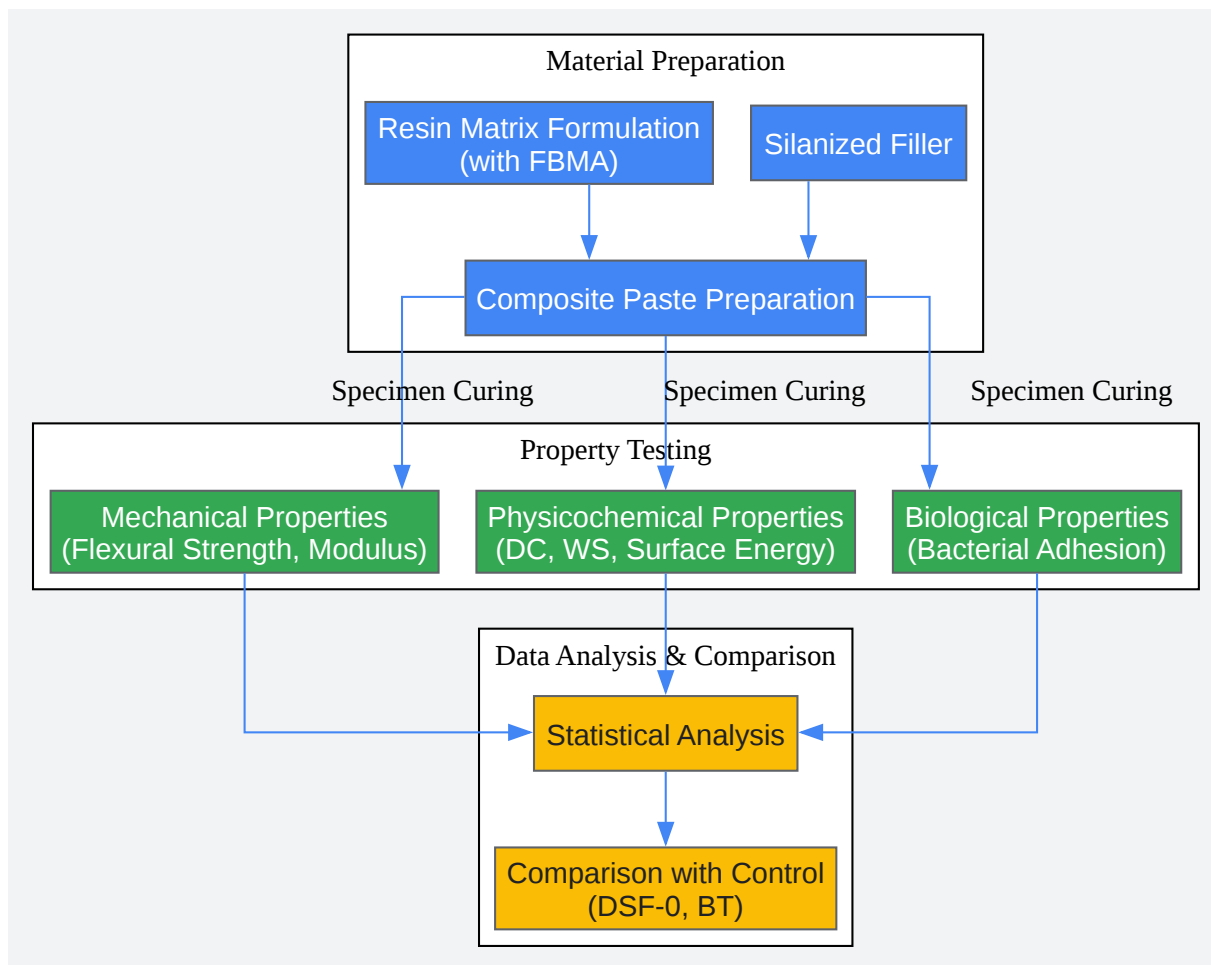 Material Preparation
Resin Matrix Formulation
(with FBMA)
Silanized Filler
Composite Paste Preparation
Specimen Curing
Specimen Curing
Specimen Curing
Property Testing
Mechanical Properties
(Flexural Strength, Modulus)
Physicochemical Properties
(DC, WS, Surface Energy)
Biological Properties
(Bacterial Adhesion)
Data Analysis & Comparison
Statistical Analysis
Comparison with Control
(DSF-0, BT)